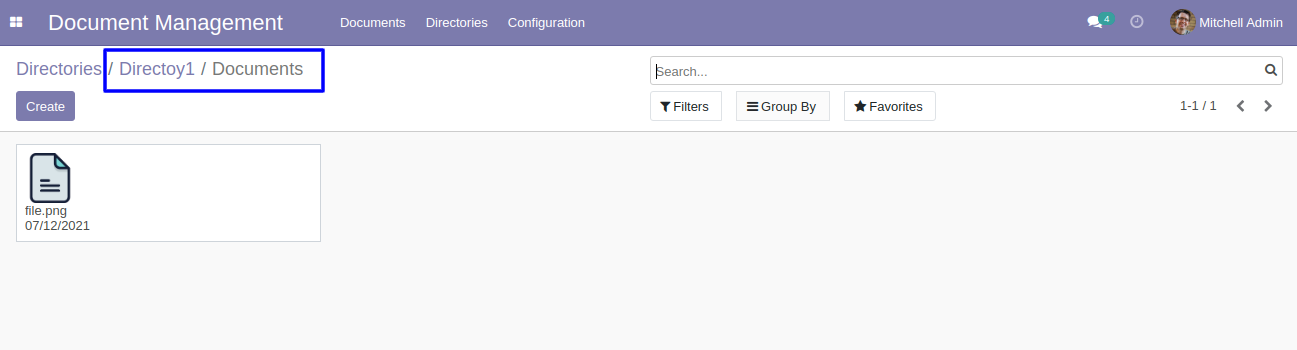 Document Management Documents Directories Configuration 4 Mitchell Admin
Directories / Directoy1 / Documents
Search...
Create
Filters Group By Favorites 1-1 / 1
file.png
07/12/2021